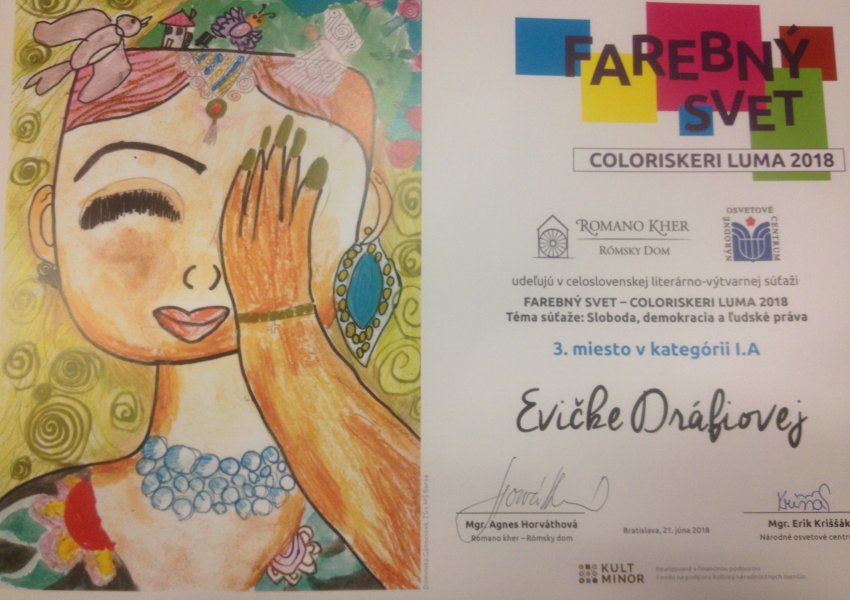 FAREBNÝ
SVET
COLORISKERI LUMA 2018
ROMANO KHER
RÓMSKY DOM
NÁRODNÉ
OSVETOVÉ
CENTRUM
udeľujú v celoslovenskej literárno-výtvarnej súťaži
FAREBNÝ SVET – COLORISKERI LUMA 2018
Téma súťaže: Sloboda, demokracia a ľudské práva
3. miesto v kategórii I.A
Evičke Dráfiovej
Mgr. Agnes Horváthová
Romano kher – Rómsky dom
Bratislava, 21. júna 2018
Mgr. Erik Kriššák
Národné osvetové centru
KULT
MINOR
Realizované s finančnou podporou
Fondu na podporu kultúry národnostných menšín